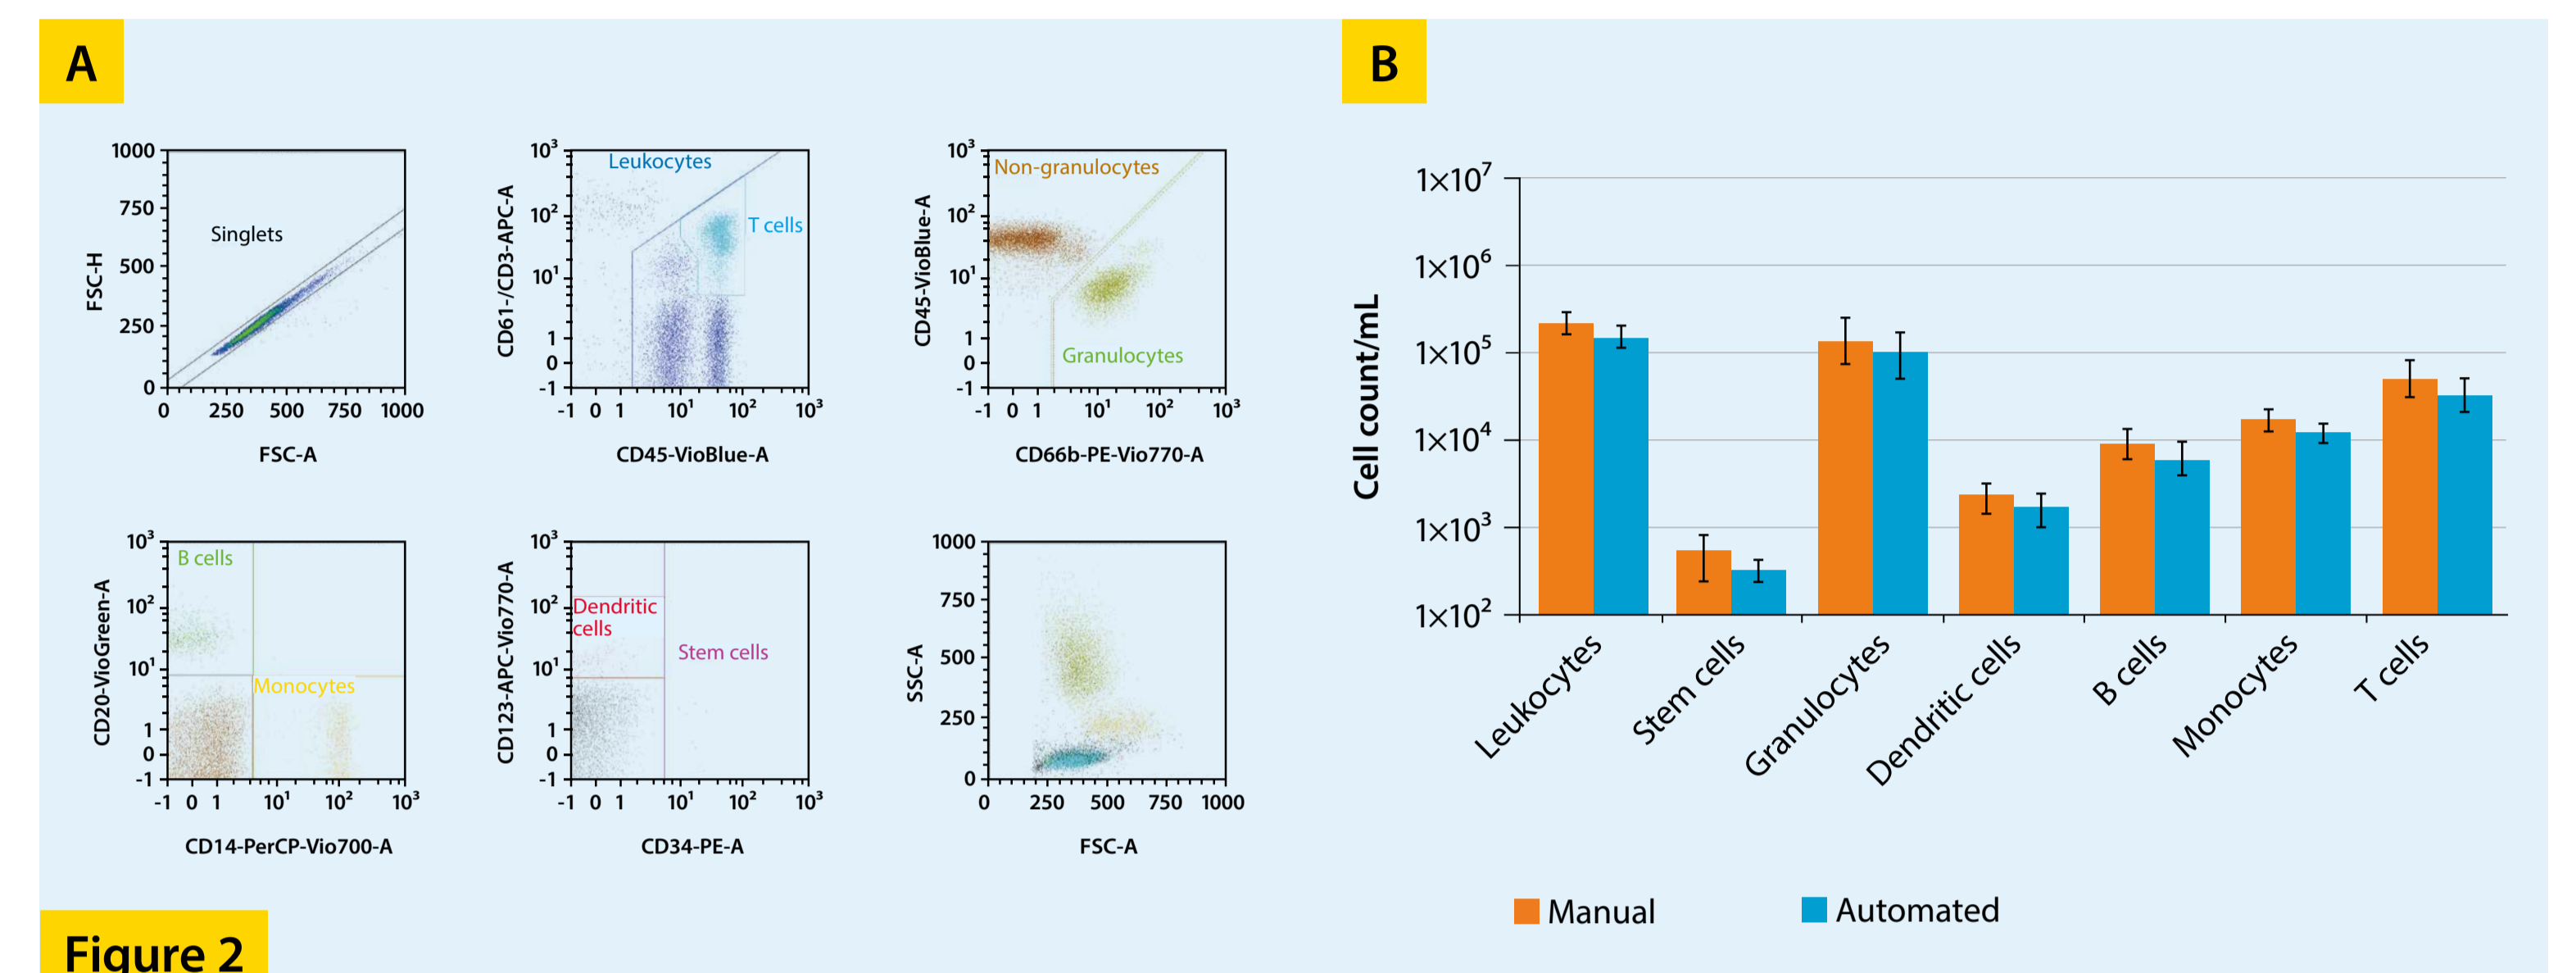 A
B
1000
750
500
250
0
0 250 500 750 1000
FSC-H
FSC-A
Singlets
10³
10²
10¹
1
0
-1
-1 0 1 10¹ 10² 10³
CD61-/CD3-APC-A
CD45-VioBlue-A
Leukocytes
T cells
10³
10²
10¹
1
0
-1
-1 0 1 10¹ 10² 10³
CD45-VioBlue-A
CD66b-PE-Vio770-A
Non-granulocytes
Granulocytes
10³
10²
10¹
1
0
-1
-1 0 1 10¹ 10² 10³
CD20-VioGreen-A
CD14-PerCP-Vio700-A
B cells
Monocytes
10³
10²
10¹
1
0
-1
-1 0 1 10¹ 10² 10³
CD123-APC-Vio770-A
CD34-PE-A
Dendritic
cells
Stem cells
1000
750
500
250
0
0 250 500 750 1000
SSC-A
FSC-A
Cell count/mL
1×10⁷
1×10⁶
1×10⁵
1×10⁴
1×10³
1×10²
Leukocytes
Stem cells
Granulocytes
Dendritic cells
B cells
Monocytes
T cells
Manual
Automated
Figure 2